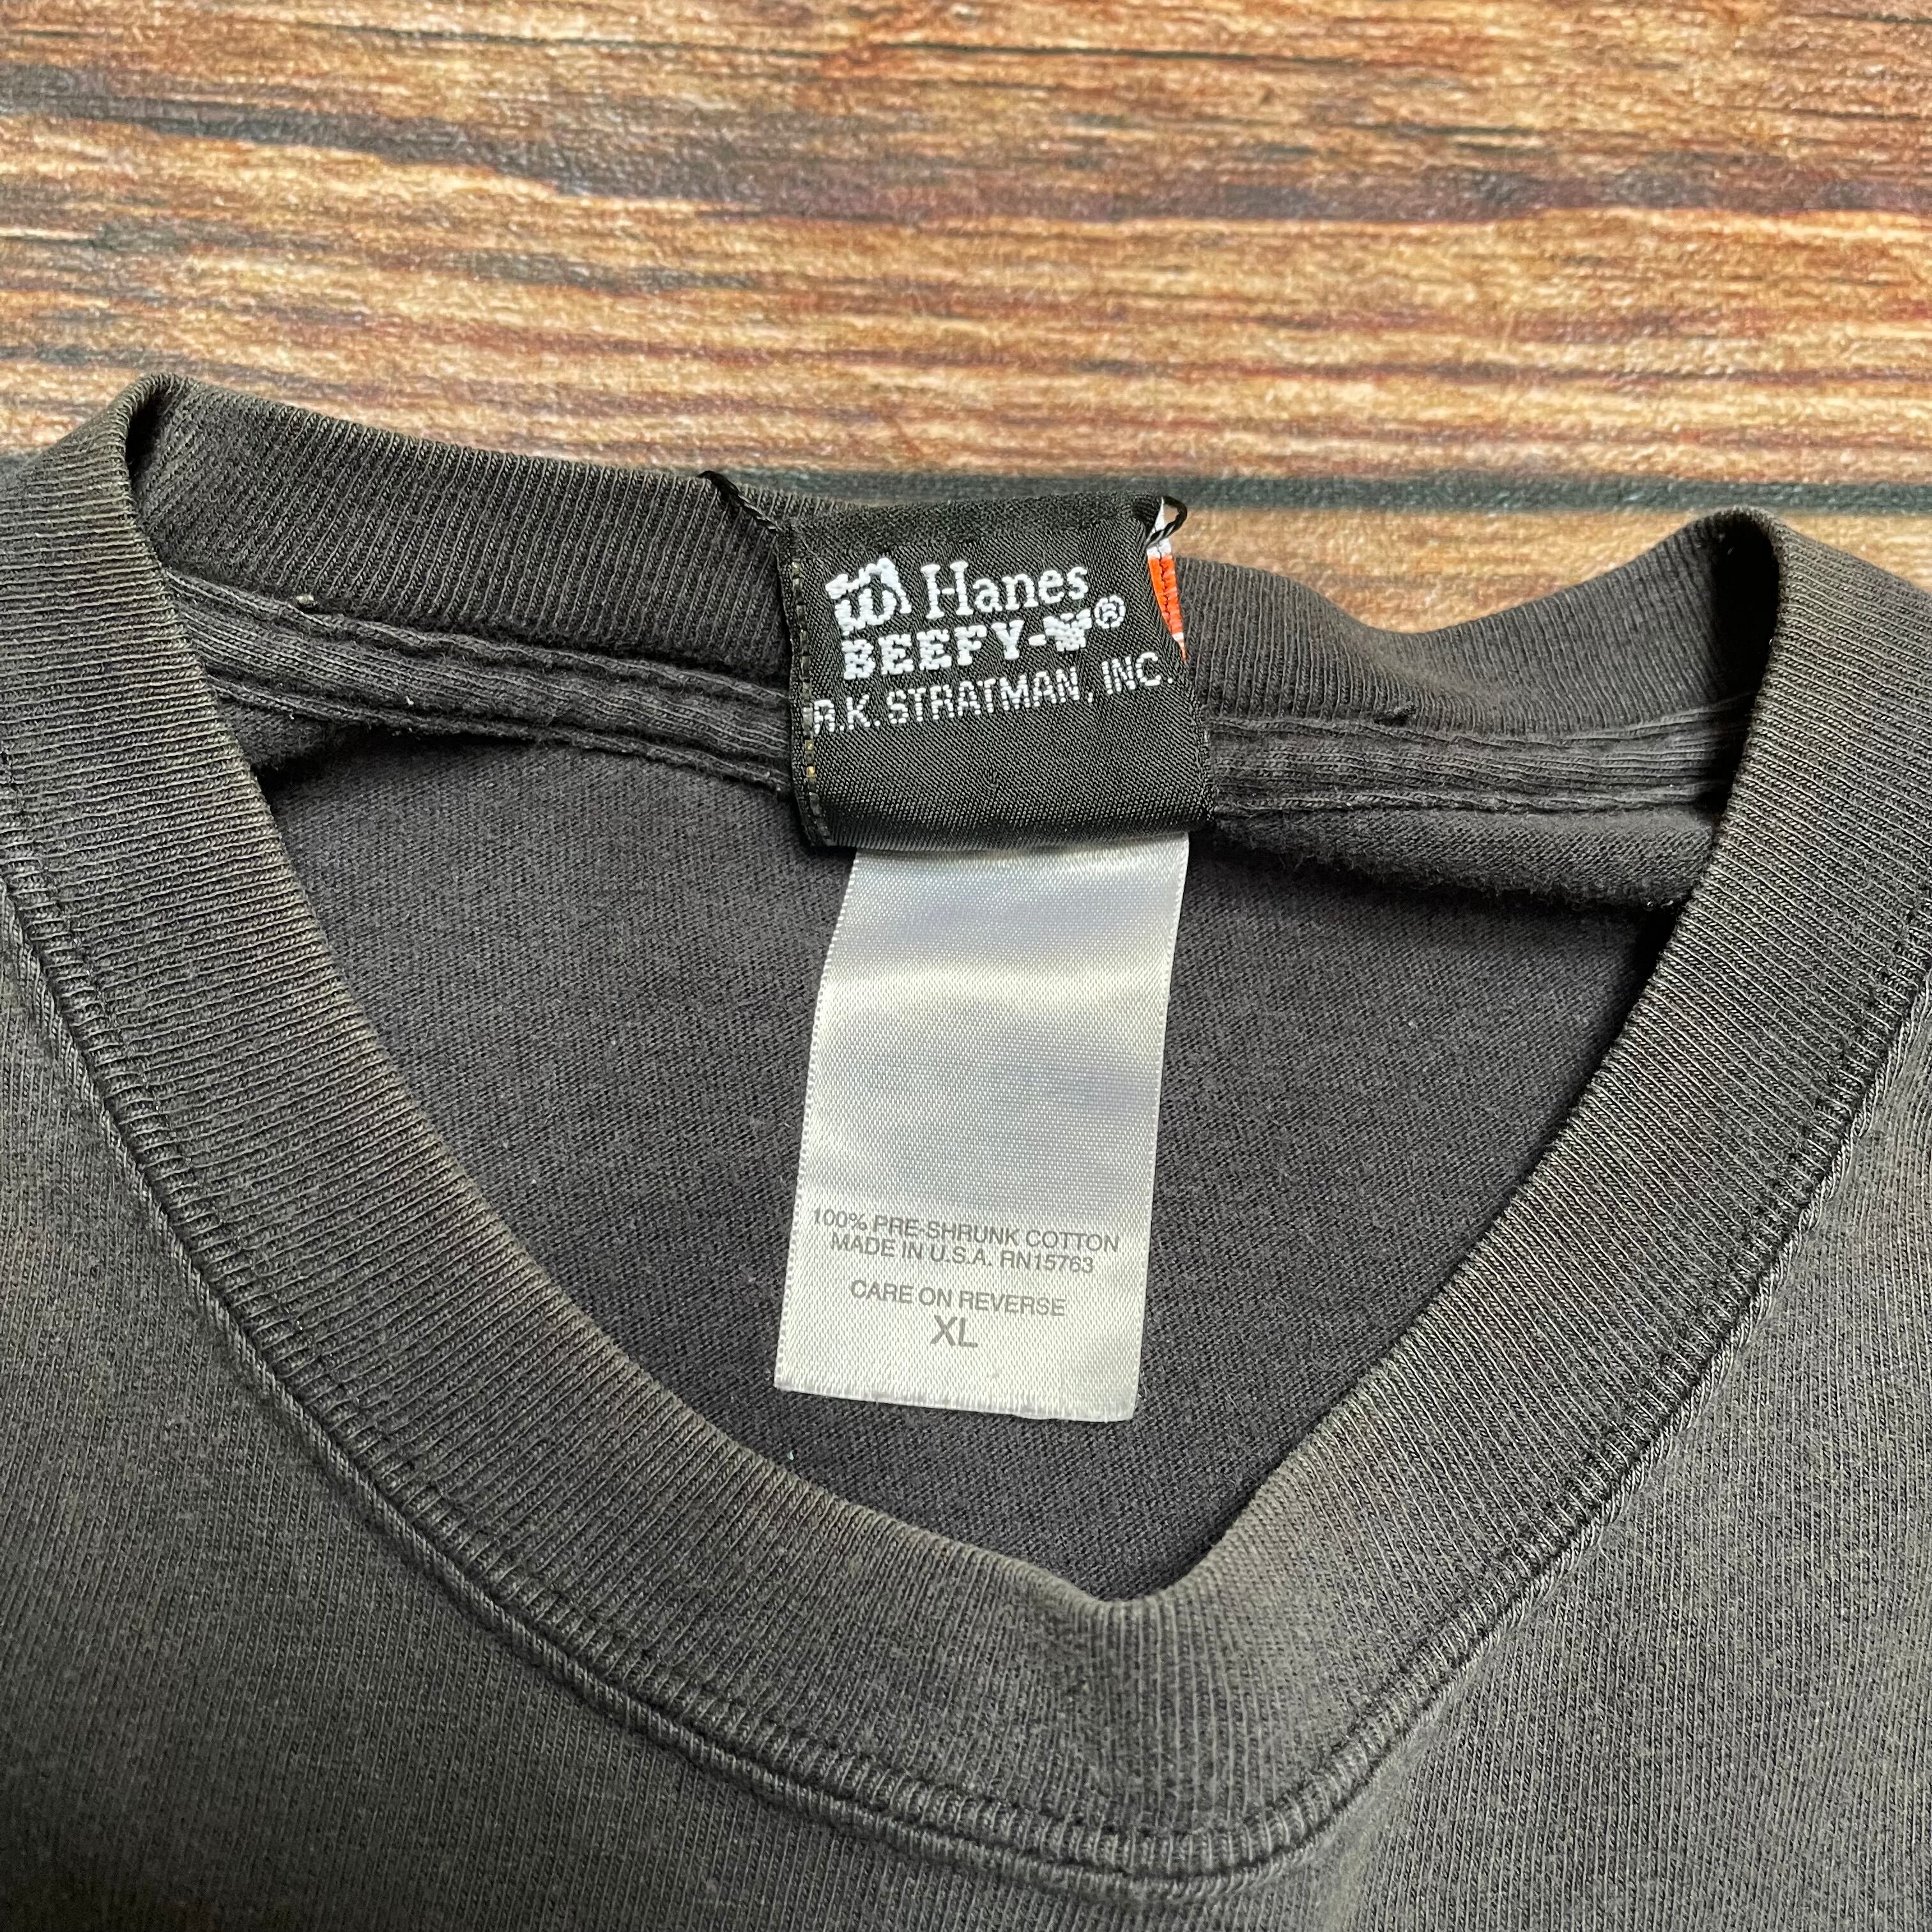 Hanes
BEEFY-T®
R.K. STRATMAN, INC.
100% PRE-SHRUNK COTTON
MADE IN U.S.A. RN15763
CARE ON REVERSE
XL